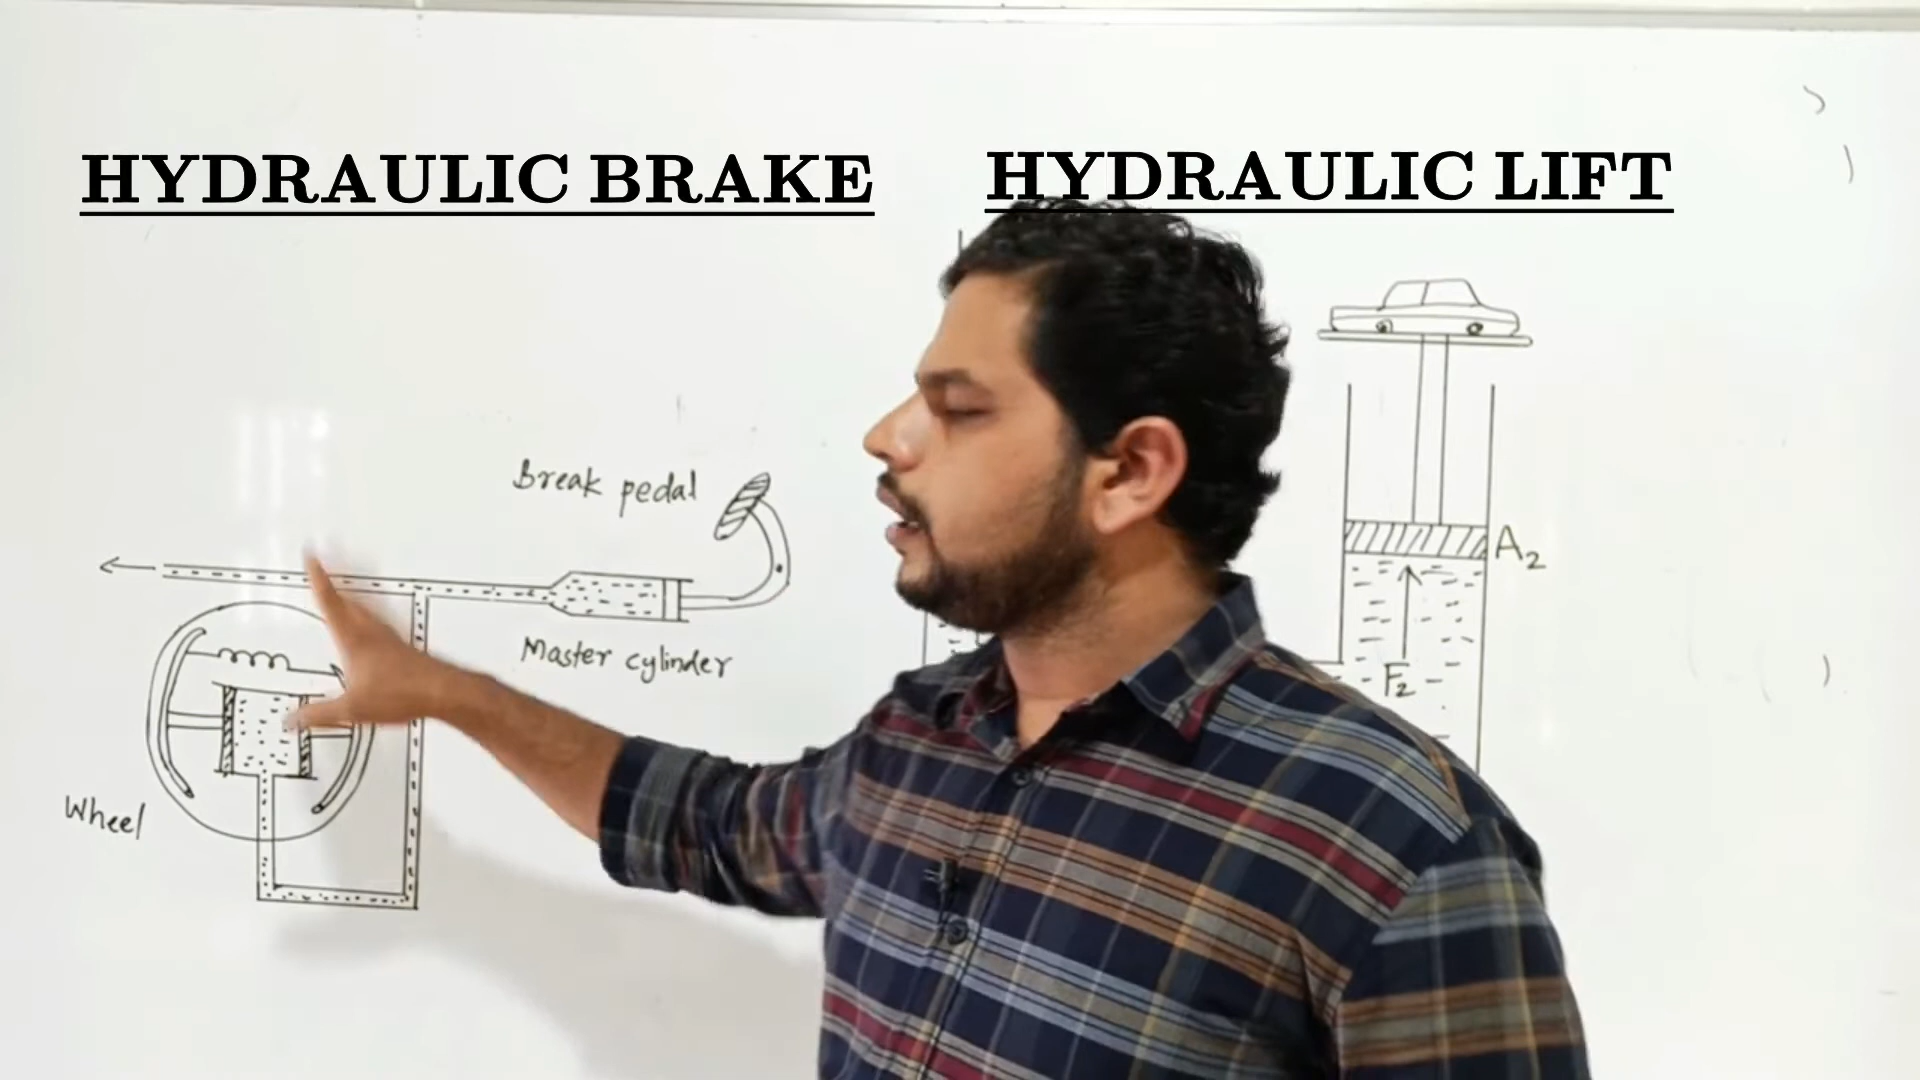 HYDRAULIC BRAKE
HYDRAULIC LIFT
Break pedal
Master cylinder
Wheel
A2
F2